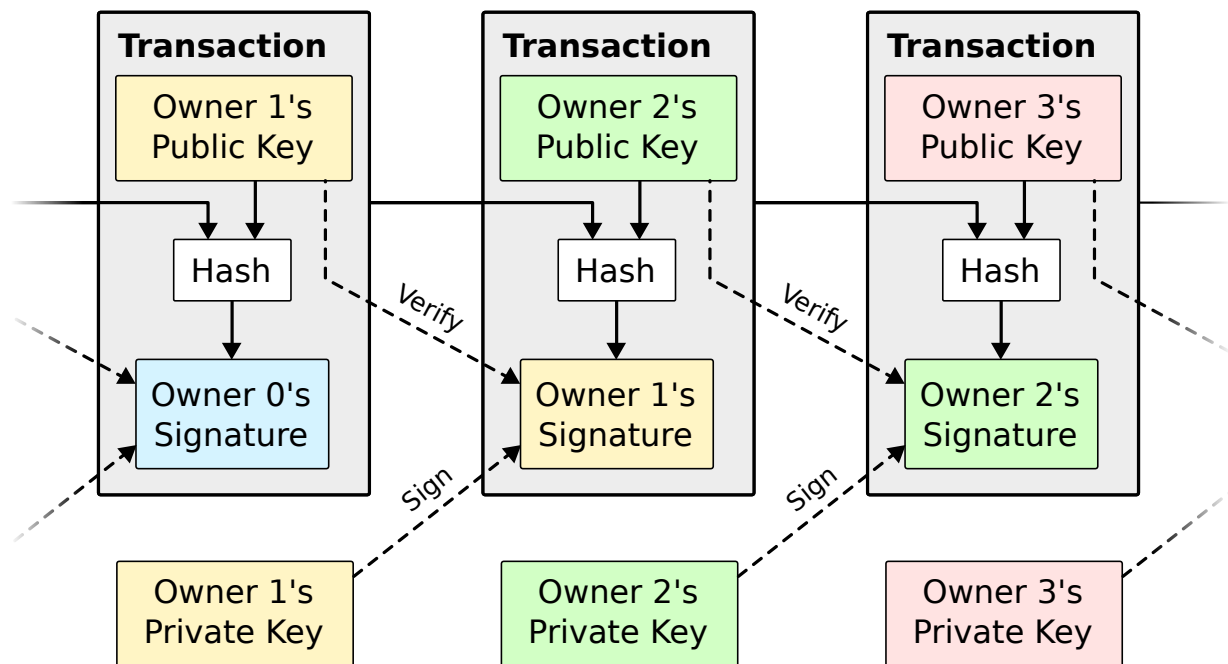 Transaction
Owner 1's
Public Key
Hash
Owner 0's
Signature
Transaction
Owner 2's
Public Key
Hash
Verify
Owner 1's
Signature
Sign
Transaction
Owner 3's
Public Key
Hash
Verify
Owner 2's
Signature
Sign
Owner 1's
Private Key
Owner 2's
Private Key
Owner 3's
Private Key